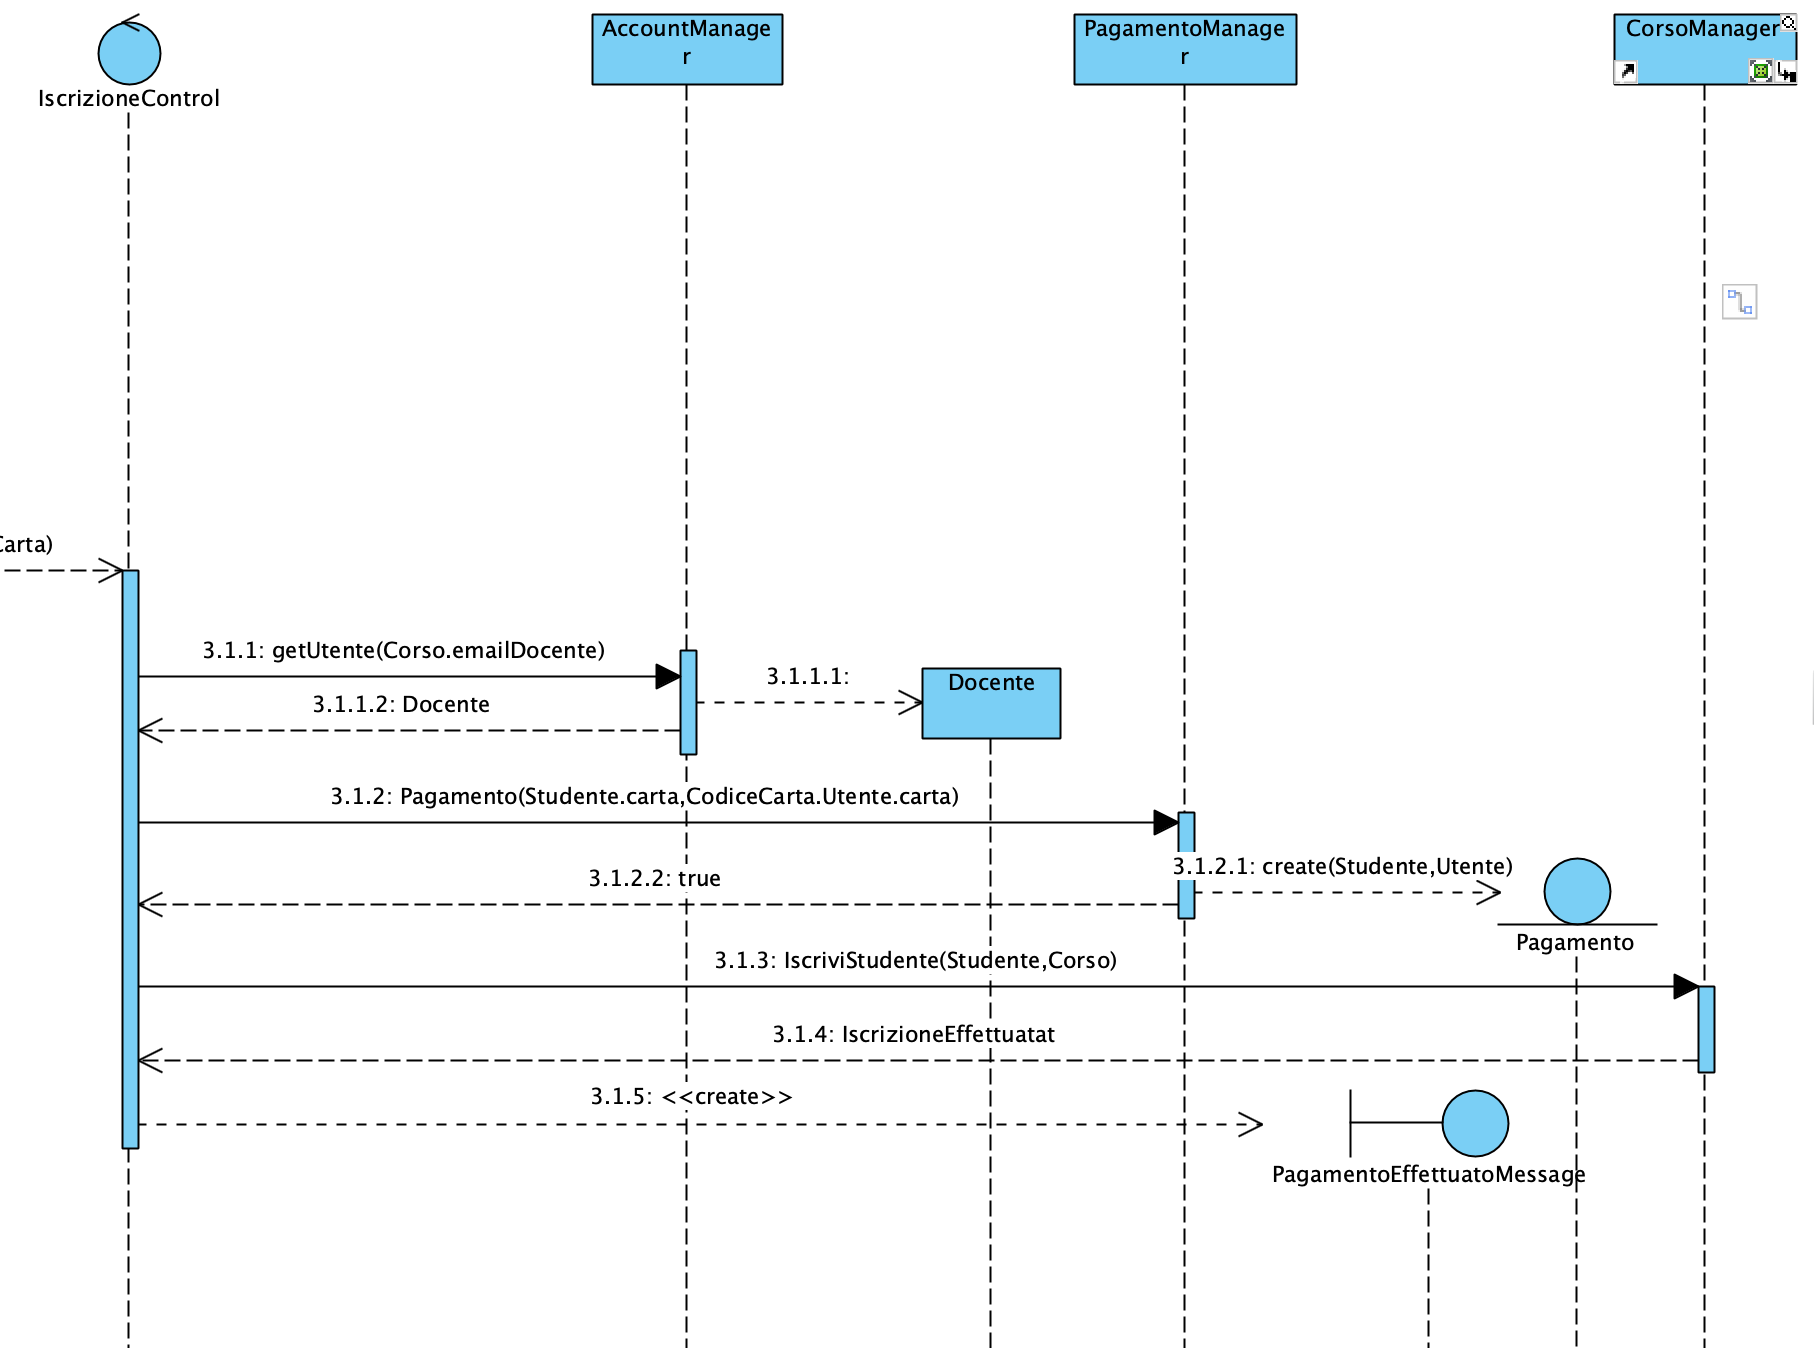 AccountManage
r
PagamentoManage
r
CorsoManager
IscrizioneControl
Carta)
3.1.1: getUtente(Corso.emailDocente)
3.1.1.1:
Docente
3.1.1.2: Docente
3.1.2: Pagamento(Studente.carta,CodiceCarta.Utente.carta)
3.1.2.1: create(Studente,Utente)
3.1.2.2: true
Pagamento
3.1.3: IscriviStudente(Studente,Corso)
3.1.4: IscrizioneEffettuatat
3.1.5: <<create>>
PagamentoEffettuatoMessage